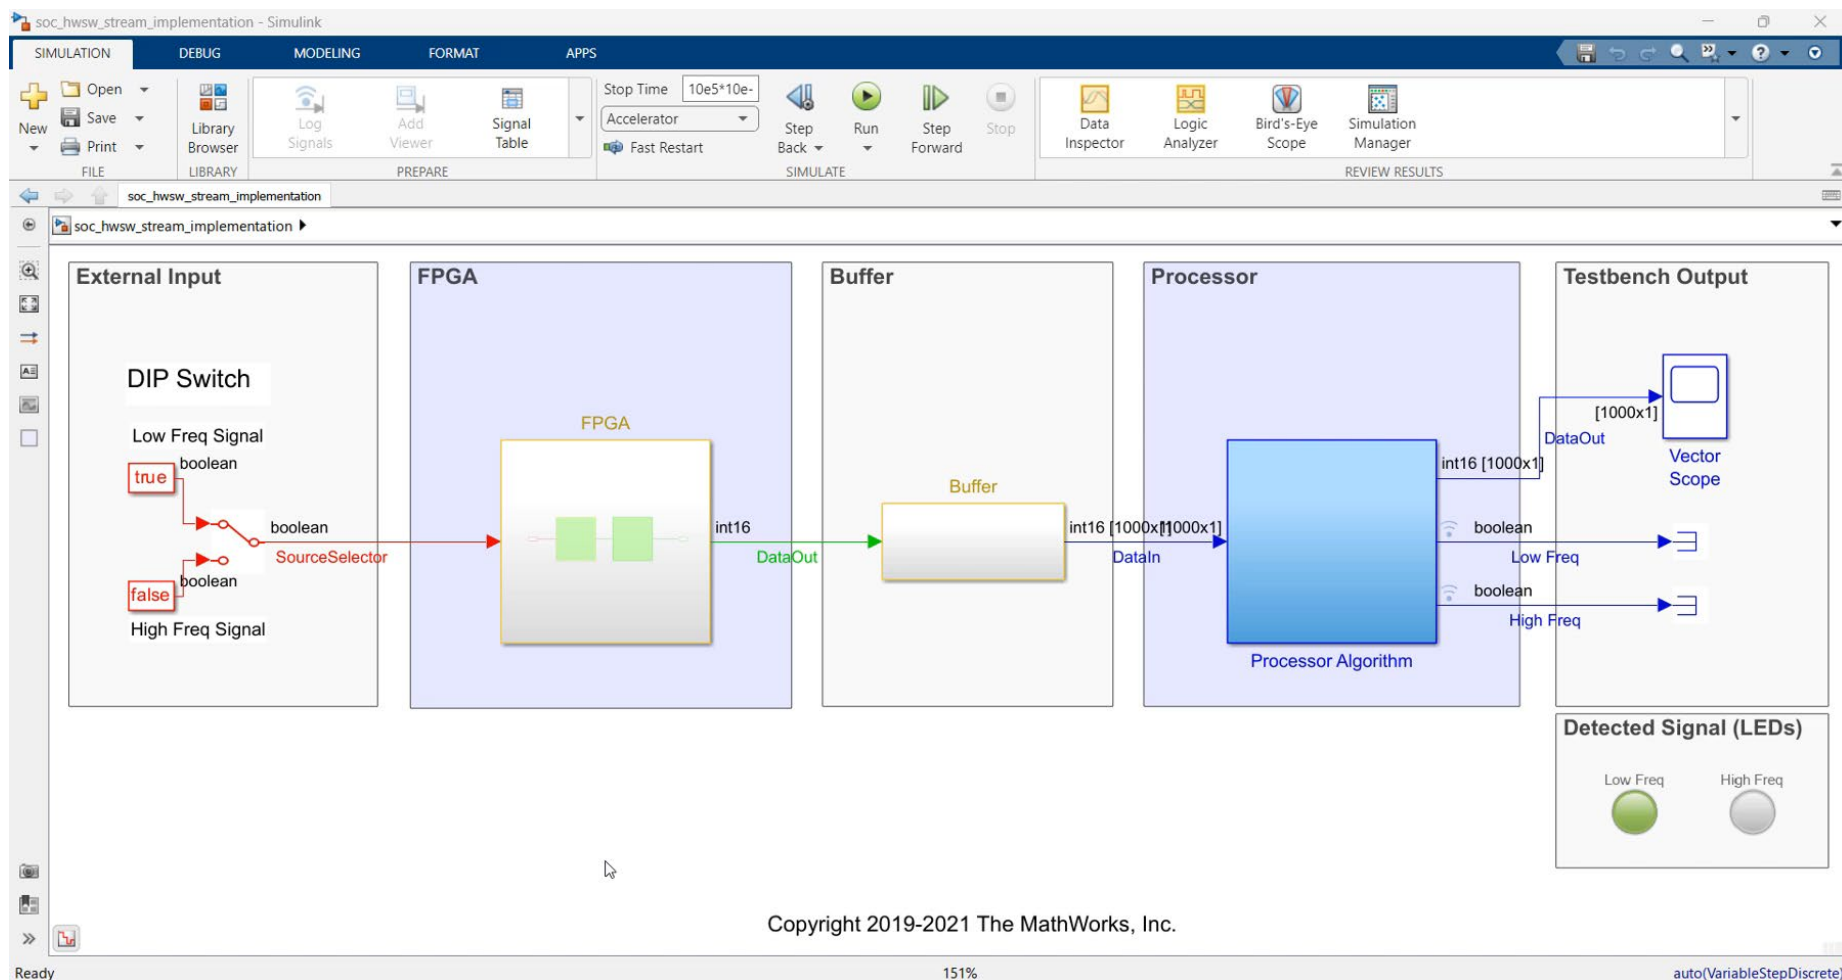 soc_hwsw_stream_implementation - Simulink
SIMULATION DEBUG MODELING FORMAT APPS
New
Open
Save
Print
FILE
Library Browser
LIBRARY
Log Signals
Add Viewer
Signal Table
PREPARE
Stop Time 10e5*10e-
Accelerator
Fast Restart
Step Back
Run
Step Forward
Stop
SIMULATE
Data Inspector
Logic Analyzer
Bird's-Eye Scope
Simulation Manager
REVIEW RESULTS
soc_hwsw_stream_implementation
soc_hwsw_stream_implementation
External Input
DIP Switch
Low Freq Signal
boolean
true
boolean
SourceSelector
boolean
false
High Freq Signal
FPGA
FPGA
int16
DataOut
Buffer
Buffer
int16 [1000x1]
[1000x1]
DataIn
Processor
int16 [1000x1]
boolean
Low Freq
boolean
High Freq
Processor Algorithm
Testbench Output
[1000x1]
DataOut
Vector
Scope
Detected Signal (LEDs)
Low Freq High Freq
Copyright 2019-2021 The MathWorks, Inc.
Ready 151% auto(VariableStepDiscrete)